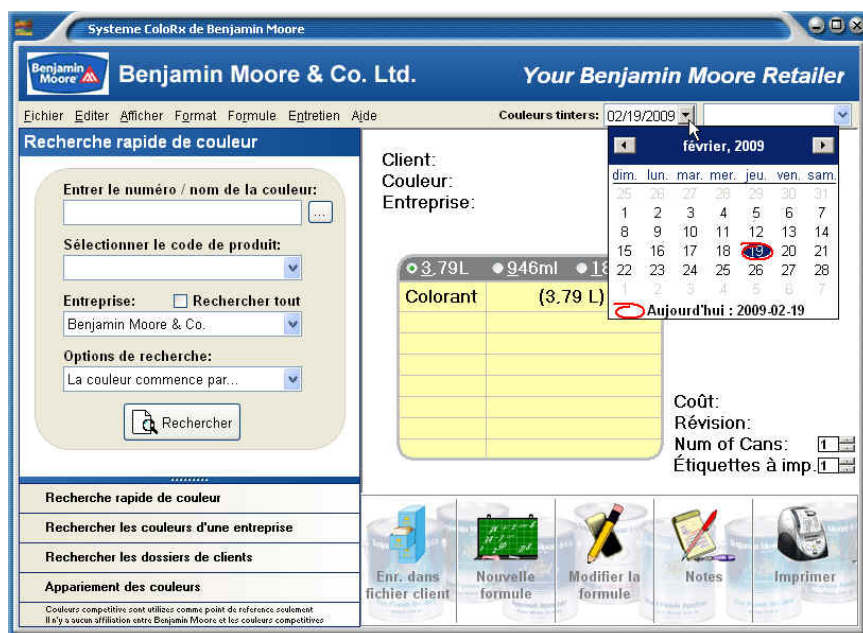 Systeme ColoRx de Benjamin Moore
Benjamin Moore
Benjamin Moore & Co. Ltd.
Your Benjamin Moore Retailer
Fichier Editer Afficher Format Formule Entretien Ajde
Couleurs tinters: 02/19/2009
Recherche rapide de couleur
Entrer le numéro / nom de la couleur:
...
Sélectionner le code de produit:
Entreprise: Rechercher tout
Benjamin Moore & Co.
Options de recherche:
La couleur commence par...
Rechercher
Recherche rapide de couleur
Rechercher les couleurs d'une entreprise
Rechercher les dossiers de clients
Appariement des couleurs
Couleurs competitive sont utilizes comme point de reference seulement
Il n'y a aucun affiliation entre Benjamin Moore et les couleurs competitives
Client:
Couleur:
Entreprise:
3,79L 946ml 18
Colorant (3,79 L)
février, 2009
dim. lun. mar. mer. jeu. ven. sam.
25 26 27 28 29 30 31
1 2 3 4 5 6 7
8 9 10 11 12 13 14
15 16 17 18 19 20 21
22 23 24 25 26 27 28
1 2 3 4 5 6 7
Aujourd'hui : 2009-02-19
Coût:
Révision:
Num of Cans: 1
Étiquettes à imp. 1
Enr. dans fichier client
Nouvelle formule
Modifier la formule
Notes
Imprimer